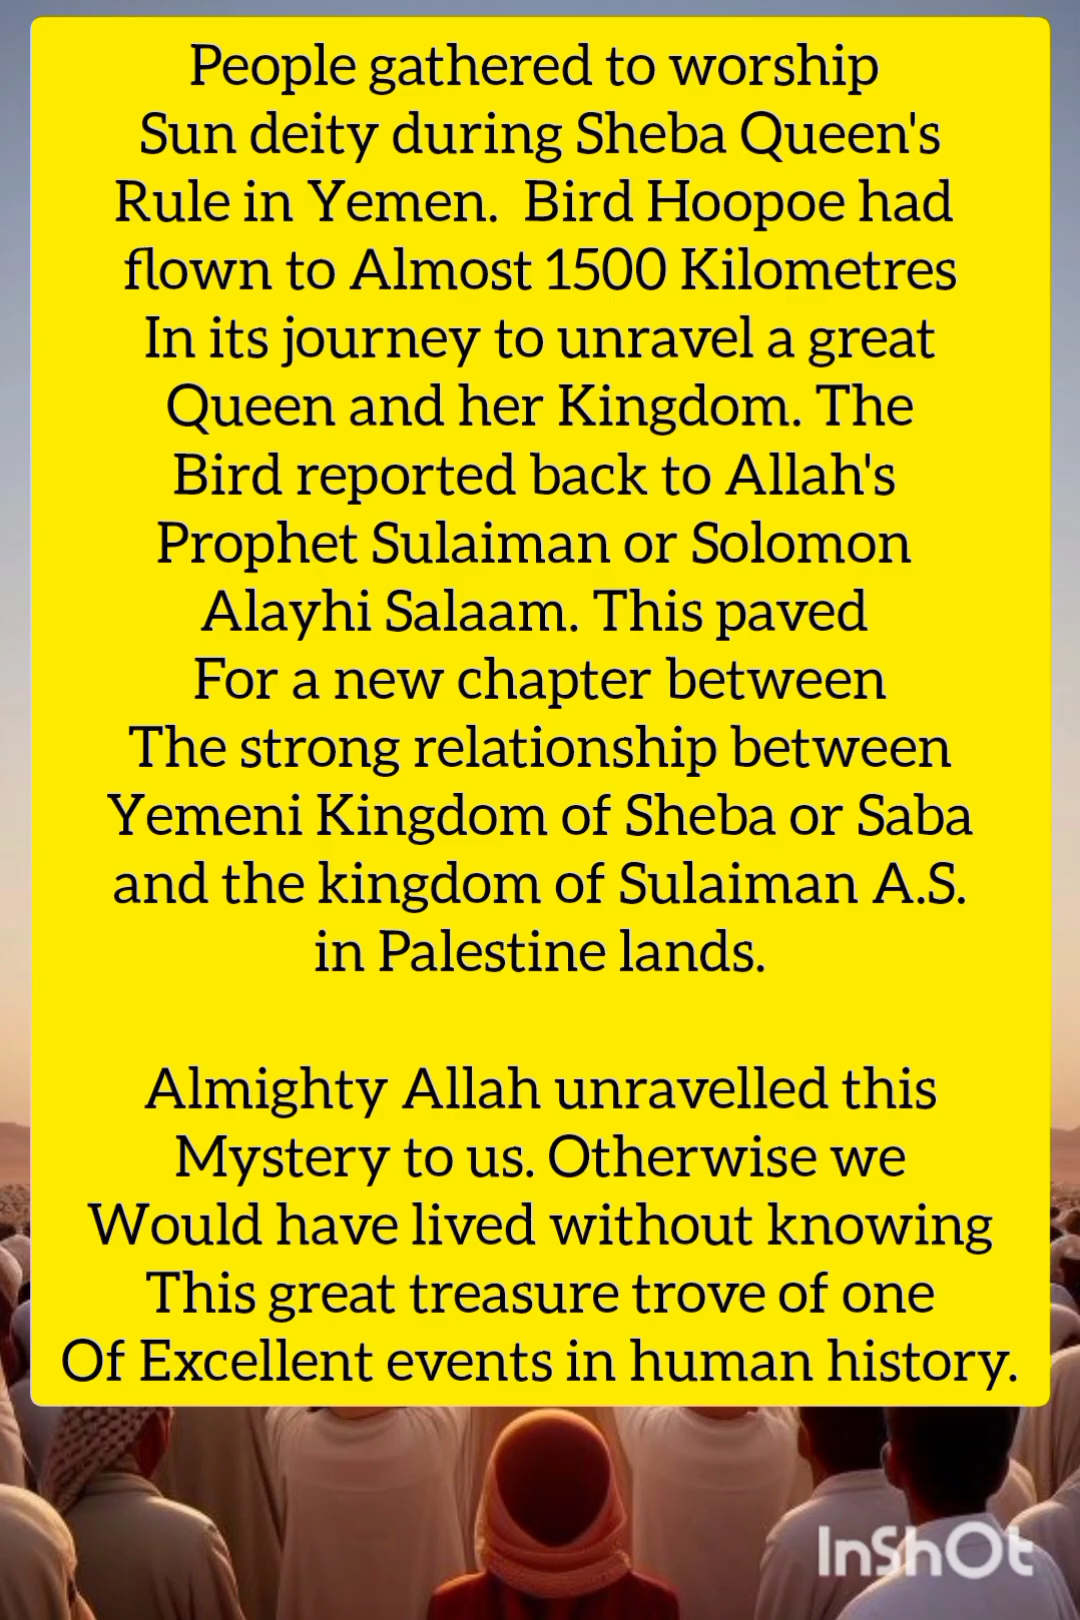 People gathered to worship
Sun deity during Sheba Queen's
Rule in Yemen.  Bird Hoopoe had
flown to Almost 1500 Kilometres
In its journey to unravel a great
Queen and her Kingdom. The
Bird reported back to Allah's
Prophet Sulaiman or Solomon
Alayhi Salaam. This paved
For a new chapter between
The strong relationship between
Yemeni Kingdom of Sheba or Saba
and the kingdom of Sulaiman A.S.
in Palestine lands.
Almighty Allah unravelled this
Mystery to us. Otherwise we
Would have lived without knowing
This great treasure trove of one
Of Excellent events in human history.
InShOt